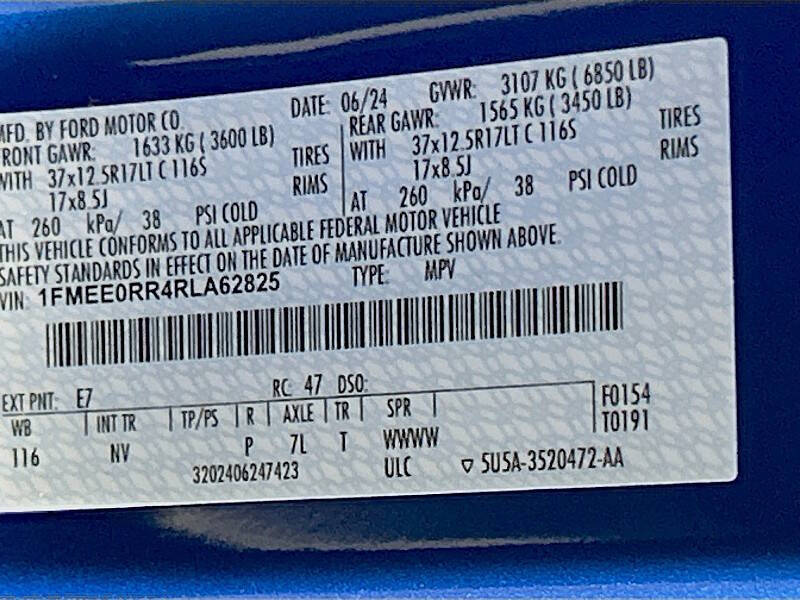 MFD. BY FORD MOTOR CO. DATE: 06/24 GVWR: 3107 KG ( 6850 LB)
FRONT GAWR: 1633 KG ( 3600 LB) REAR GAWR: 1565 KG ( 3450 LB)
WITH 37x12.5R17LT C 116S TIRES WITH 37x12.5R17LT C 116S TIRES
17x8.5J RIMS 17x8.5J RIMS
AT 260 kPa/ 38 PSI COLD AT 260 kPa/ 38 PSI COLD
THIS VEHICLE CONFORMS TO ALL APPLICABLE FEDERAL MOTOR VEHICLE
SAFETY STANDARDS IN EFFECT ON THE DATE OF MANUFACTURE SHOWN ABOVE.
VIN: 1FMEE0RR4RLA62825 TYPE: MPV
EXT PNT: E7 RC: 47 DSO: F0154
WB INT TR TP/PS R AXLE TR SPR T0191
116 NV P 7L T WWWW
3202406247423 ULC ▽ 5U5A-3520472-AA